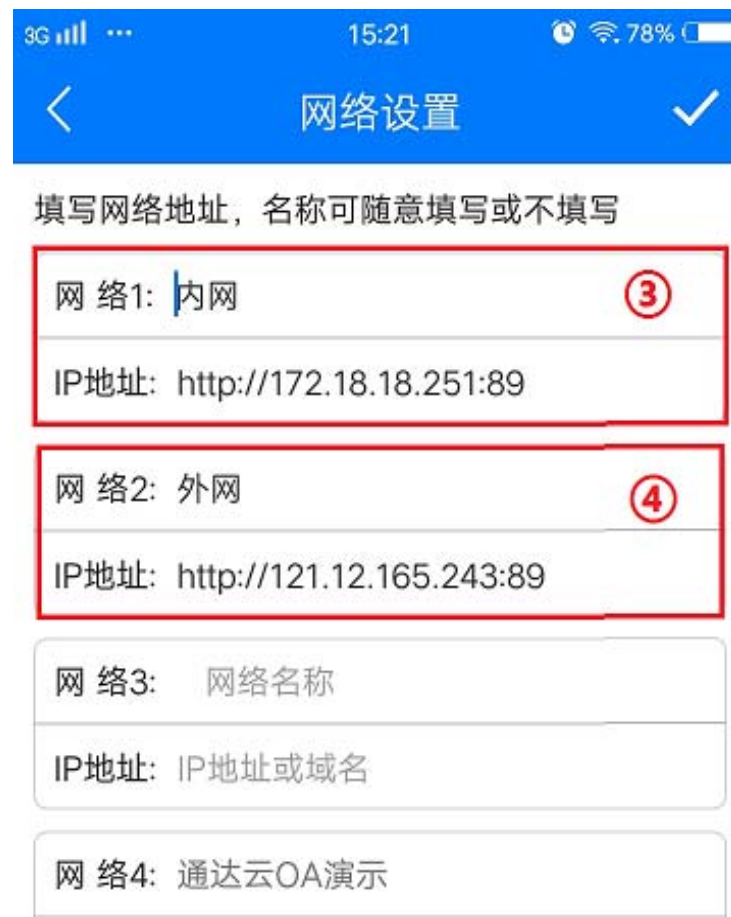 3G 15:21 78%
网络设置
填写网络地址，名称可随意填写或不填写
网 络1: 内网 ③
IP地址: http://172.18.18.251:89
网 络2: 外网 ④
IP地址: http://121.12.165.243:89
网 络3: 网络名称
IP地址: IP地址或域名
网 络4: 通达云OA演示